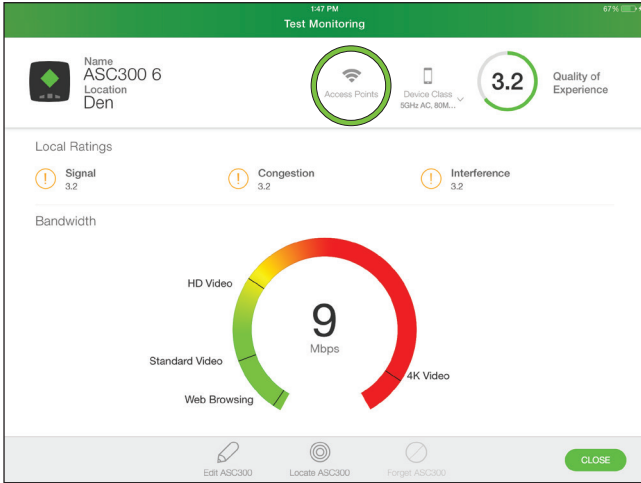 1:47 PM
67%
Test Monitoring
Name
ASC300 6
Location
Den
Access Points
Device Class
5GHz AC, 80M...
3.2
Quality of
Experience
Local Ratings
Signal
3.2
Congestion
3.2
Interference
3.2
Bandwidth
HD Video
9
Mbps
Standard Video
4K Video
Web Browsing
Edit ASC300
Locate ASC300
Forget ASC300
CLOSE